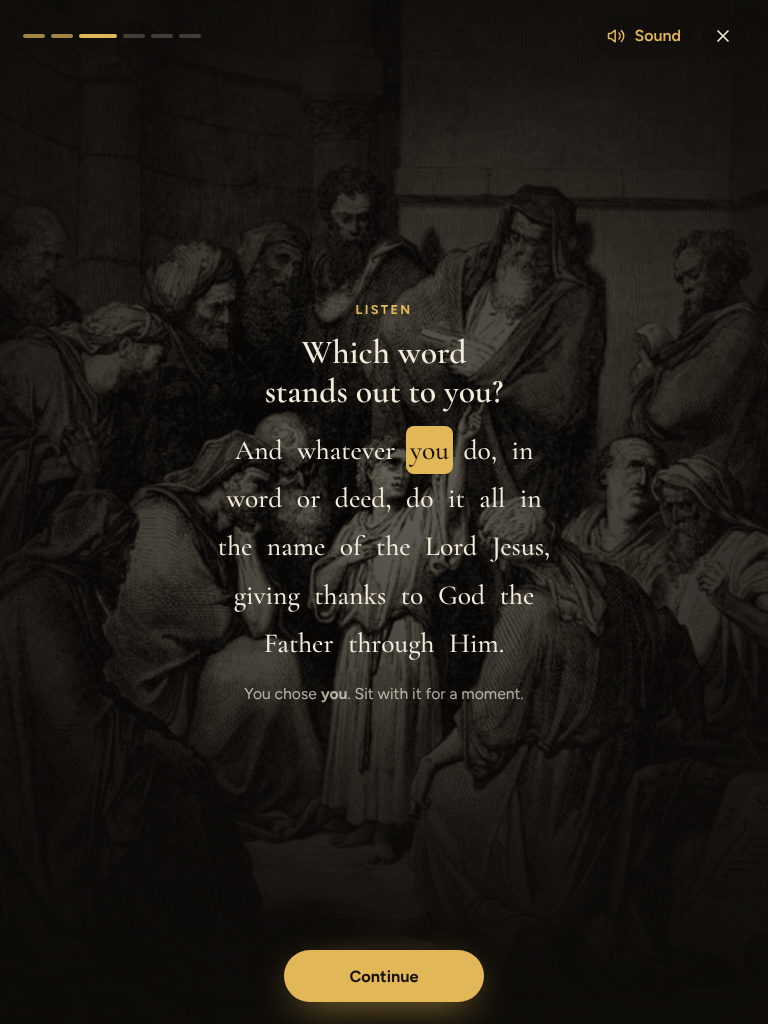 Sound
LISTEN
Which word
stands out to you?
And whatever you do, in
word or deed, do it all in
the name of the Lord Jesus,
giving thanks to God the
Father through Him.
You chose you. Sit with it for a moment.
Continue